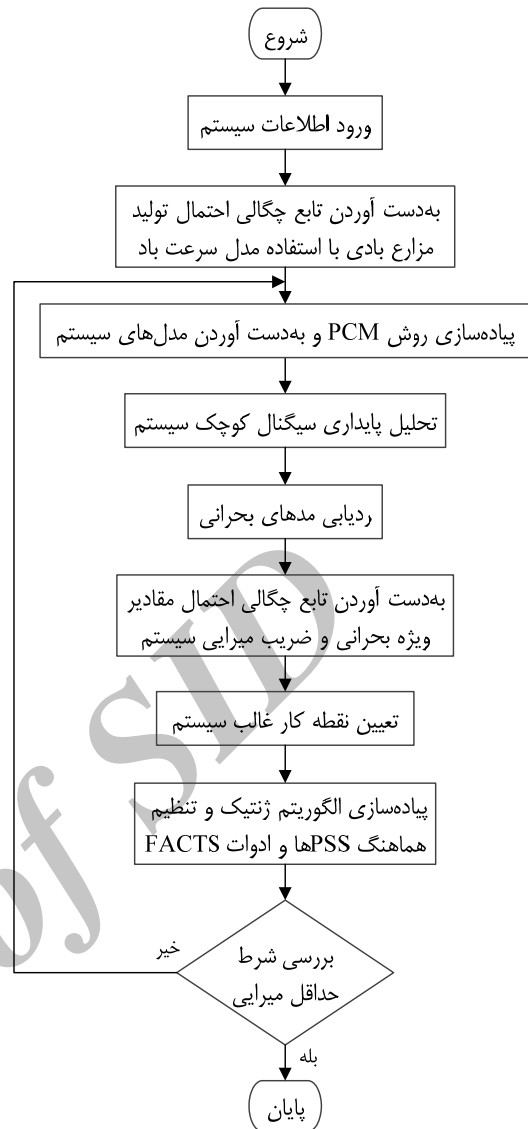 شروع
ورود اطلاعات سیستم
به‌دست آوردن تابع چگالی احتمال تولید
مزارع بادی با استفاده مدل سرعت باد
پیاده‌سازی روش PCM و به‌دست آوردن مدل‌های سیستم
تحلیل پایداری سیگنال کوچک سیستم
ردیابی مدهای بحرانی
به‌دست آوردن تابع چگالی احتمال مقادیر
ویژه بحرانی و ضریب میرایی سیستم
تعیین نقطه کار غالب سیستم
پیاده‌سازی الگوریتم ژنتیک و تنظیم
هماهنگ PSSها و ادوات FACTS
بررسی شرط
حداقل میرایی
خیر
بله
پایان
of SID